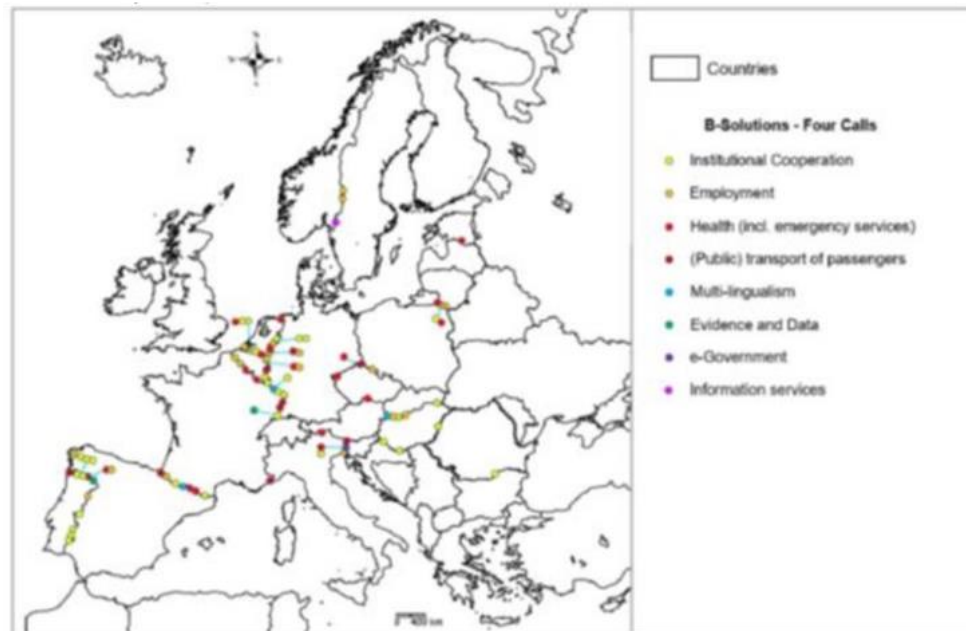 Countries
B-Solutions - Four Calls
Institutional Cooperation
Employment
Health (incl. emergency services)
(Public) transport of passengers
Multi-lingualism
Evidence and Data
e-Government
Information services